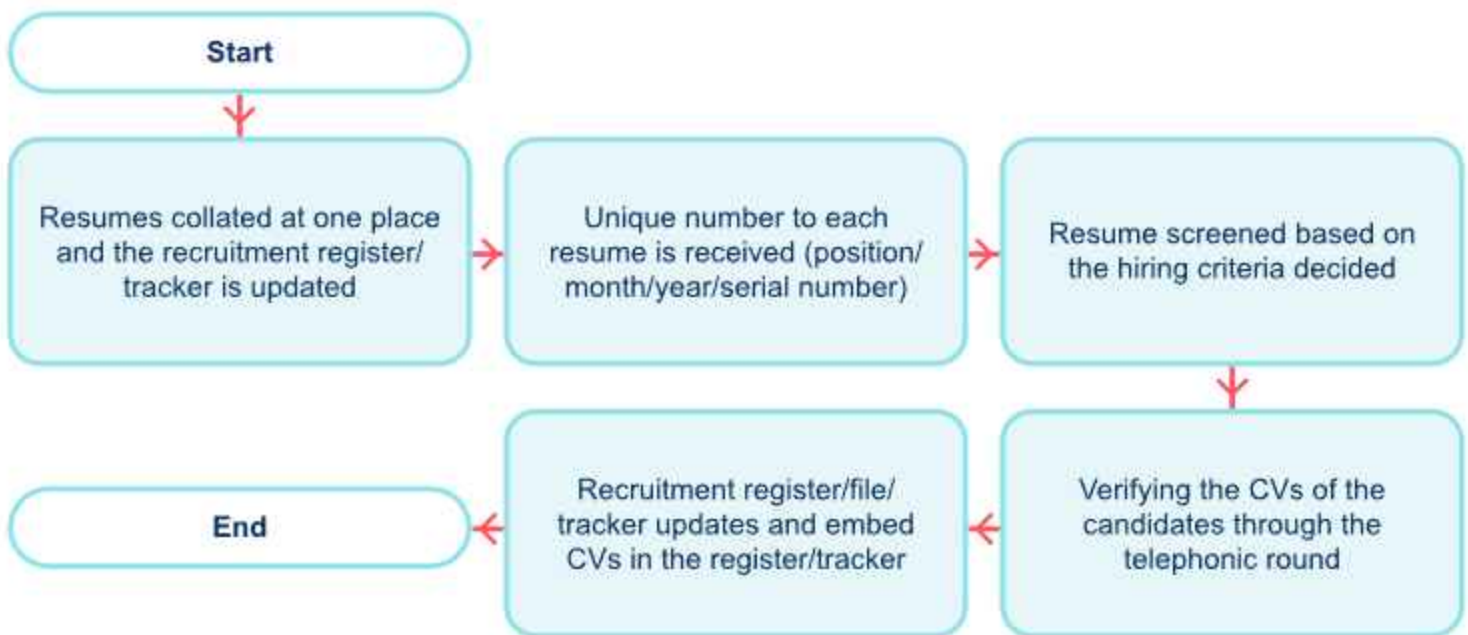 Start
Resumes collated at one place
and the recruitment register/
tracker is updated
Unique number to each
resume is received (position/
month/year/serial number)
Resume screened based on
the hiring criteria decided
Verifying the CVs of the
candidates through the
telephonic round
Recruitment register/file/
tracker updates and embed
CVs in the register/tracker
End